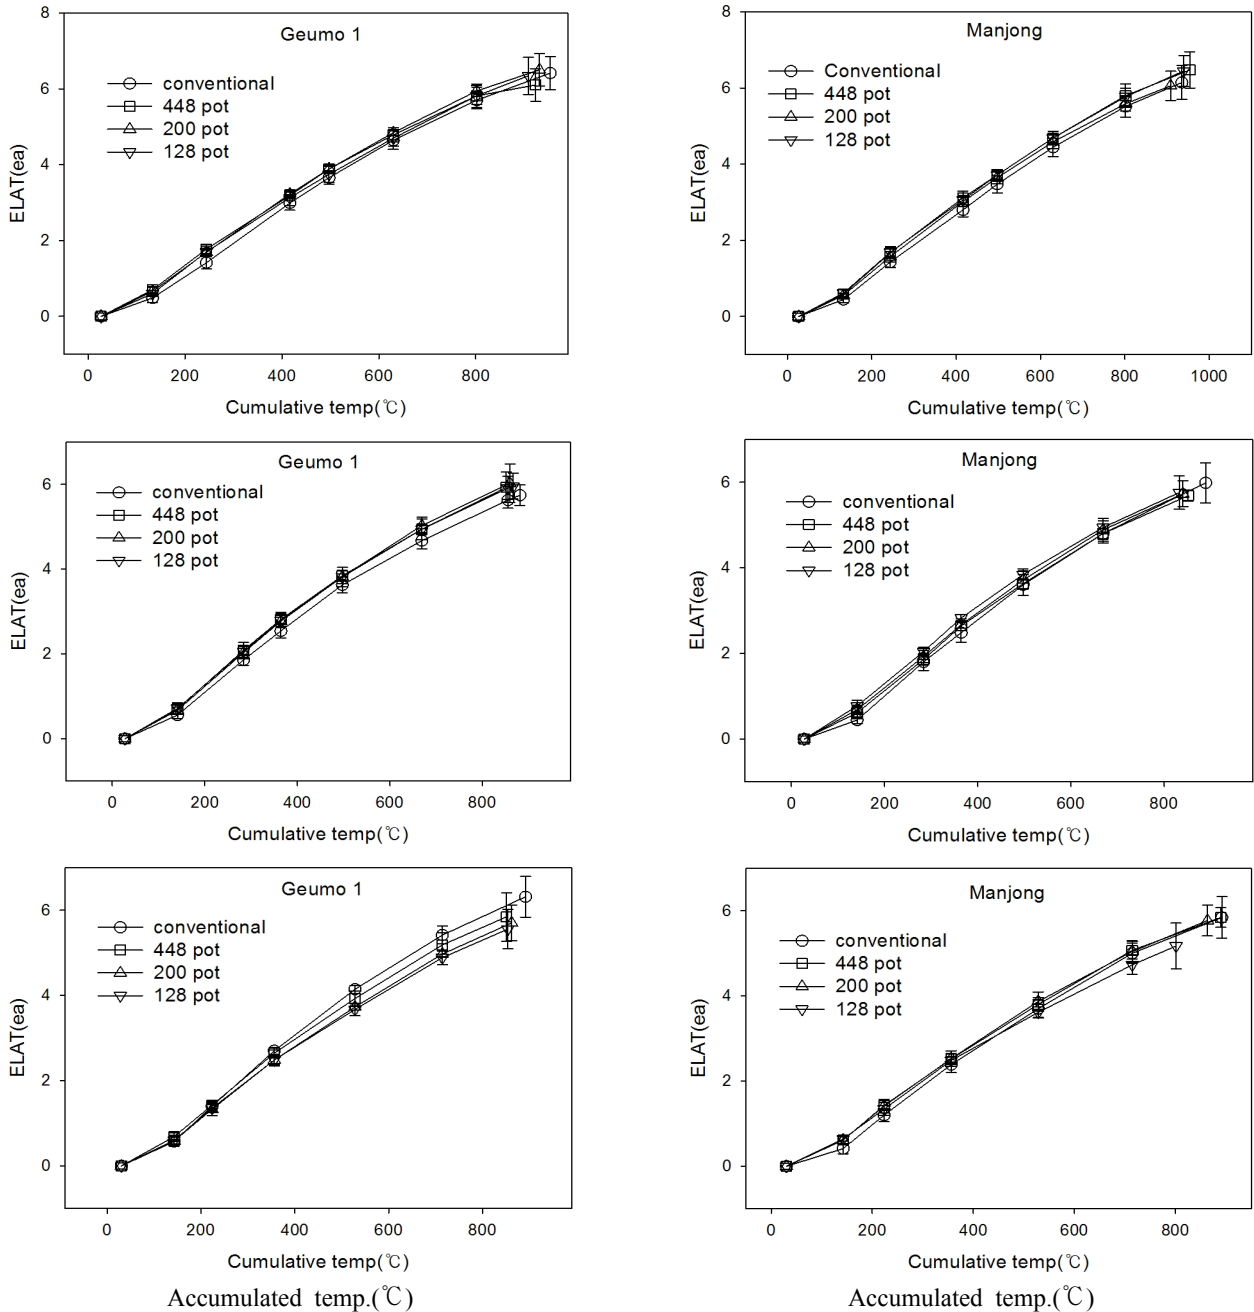 Geumo 1
conventional
448 pot
200 pot
128 pot
ELAT(ea)
8
6
4
2
0
0 200 400 600 800
Cumulative temp(℃)
Manjong
Conventional
448 pot
200 pot
128 pot
ELAT(ea)
8
6
4
2
0
0 200 400 600 800 1000
Cumulative temp(℃)
Geumo 1
conventional
448 pot
200 pot
128 pot
ELAT(ea)
6
4
2
0
0 200 400 600 800
Cumulative temp(℃)
Manjong
conventional
448 pot
200 pot
128 pot
ELAT(ea)
6
4
2
0
0 200 400 600 800
Cumulative temp(℃)
Geumo 1
conventional
448 pot
200 pot
128 pot
ELAT(ea)
6
4
2
0
0 200 400 600 800
Cumulative temp(℃)
Manjong
conventional
448 pot
200 pot
128 pot
ELAT(ea)
6
4
2
0
0 200 400 600 800
Cumulative temp(℃)
Accumulated temp.(℃)
Accumulated temp.(℃)